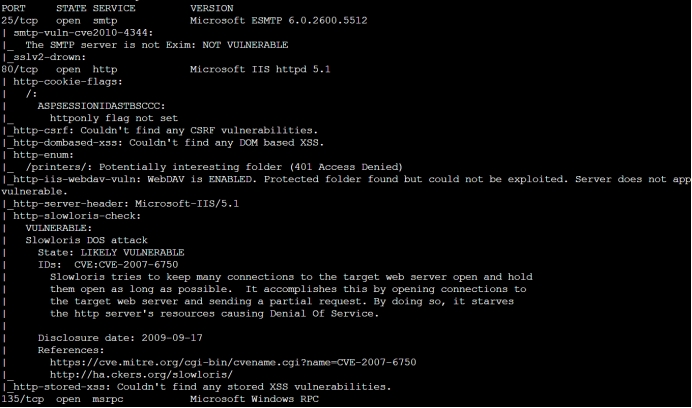 PORT STATE SERVICE VERSION
25/tcp open smtp Microsoft ESMTP 6.0.2600.5512
| smtp-vuln-cve2010-4344:
|_ The SMTP server is not Exim: NOT VULNERABLE
|_sslv2-drown:
80/tcp open http Microsoft IIS httpd 5.1
| http-cookie-flags:
| /:
| ASPSESSIONIDASTBSCCC:
|_ httponly flag not set
|_http-csrf: Couldn't find any CSRF vulnerabilities.
|_http-dombased-xss: Couldn't find any DOM based XSS.
| http-enum:
|_ /printers/: Potentially interesting folder (401 Access Denied)
|_http-iis-webdav-vuln: WebDAV is ENABLED. Protected folder found but could not be exploited. Server does not app
vulnerable.
|_http-server-header: Microsoft-IIS/5.1
| http-slowloris-check:
| VULNERABLE:
| Slowloris DOS attack
| State: LIKELY VULNERABLE
| IDs: CVE:CVE-2007-6750
| Slowloris tries to keep many connections to the target web server open and hold
| them open as long as possible. It accomplishes this by opening connections to
| the target web server and sending a partial request. By doing so, it starves
| the http server's resources causing Denial Of Service.
|
| Disclosure date: 2009-09-17
| References:
| https://cve.mitre.org/cgi-bin/cvename.cgi?name=CVE-2007-6750
|_ http://ha.ckers.org/slowloris/
|_http-stored-xss: Couldn't find any stored XSS vulnerabilities.
135/tcp open msrpc Microsoft Windows RPC